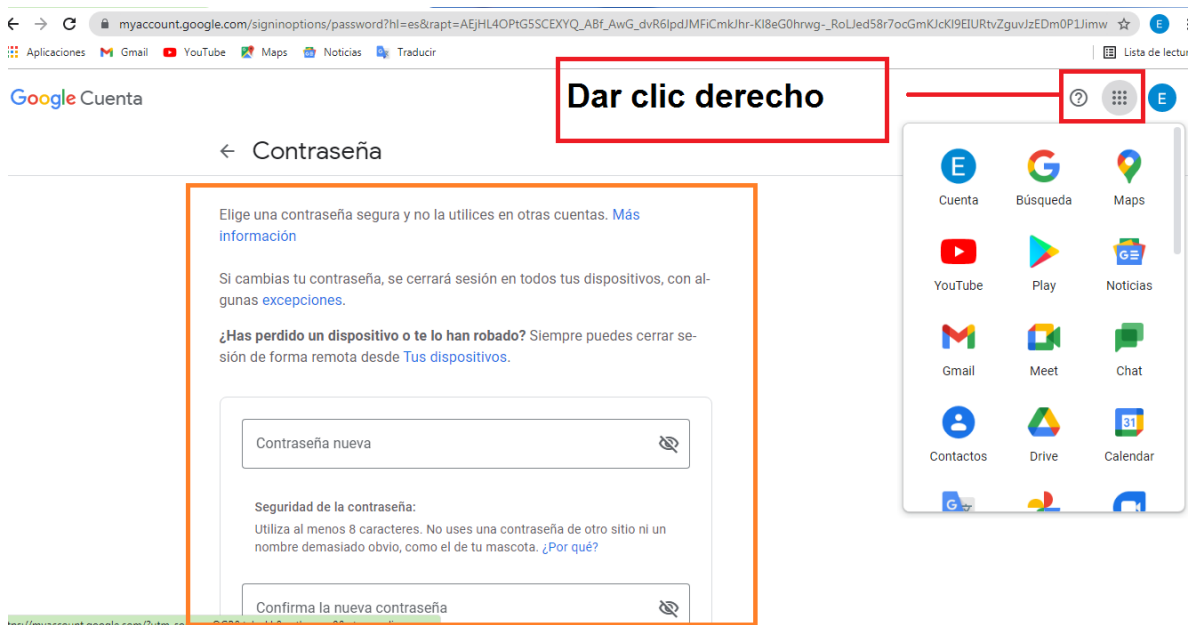 myaccount.google.com/signinoptions/password?hl=es&rapt=AEjHL4OPtG5SCEXYQ_ABf_AwG_dvR6IpdJMFiCmkJhr-KI8eG0hrwg-_RoLJed58r7ocGmKJcKI9EIURtvZguvJzEDm0P1Jimw
E
Aplicaciones Gmail YouTube Maps Noticias Traducir
Lista de lectur
Google Cuenta
Dar clic derecho
E
Contraseña
Elige una contraseña segura y no la utilices en otras cuentas. Más
información
Si cambias tu contraseña, se cerrará sesión en todos tus dispositivos, con al-
gunas excepciones.
¿Has perdido un dispositivo o te lo han robado? Siempre puedes cerrar se-
sión de forma remota desde Tus dispositivos.
Contraseña nueva
Seguridad de la contraseña:
Utiliza al menos 8 caracteres. No uses una contraseña de otro sitio ni un
nombre demasiado obvio, como el de tu mascota. ¿Por qué?
Confirma la nueva contraseña
E
Cuenta Búsqueda Maps
GE
YouTube Play Noticias
Gmail Meet Chat
31
Contactos Drive Calendar
G